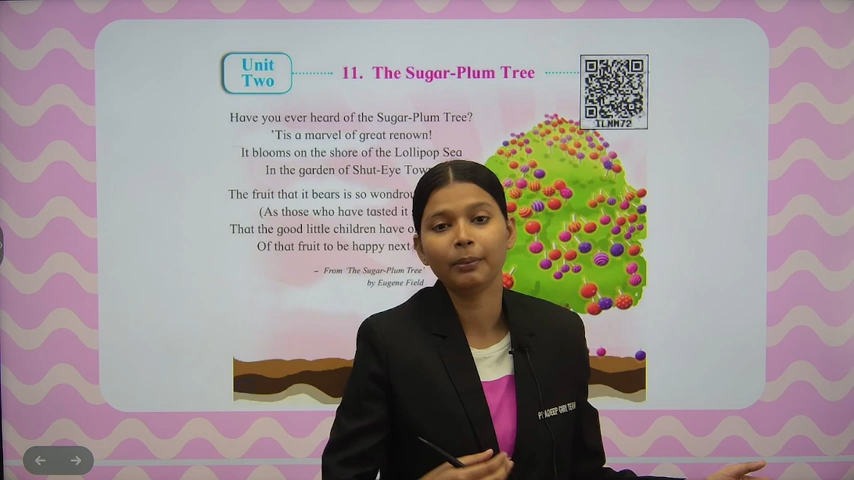 Unit
Two
11. The Sugar-Plum Tree
TLNM72
Have you ever heard of the Sugar-Plum Tree?
'Tis a marvel of great renown!
It blooms on the shore of the Lollipop Sea
In the garden of Shut-Eye
The fruit that it bears is so
(As those who have tasted it
That the good little children have
Of that fruit to be happy next
– From 'The Sugar-Plum Tree'
by Eugene Field